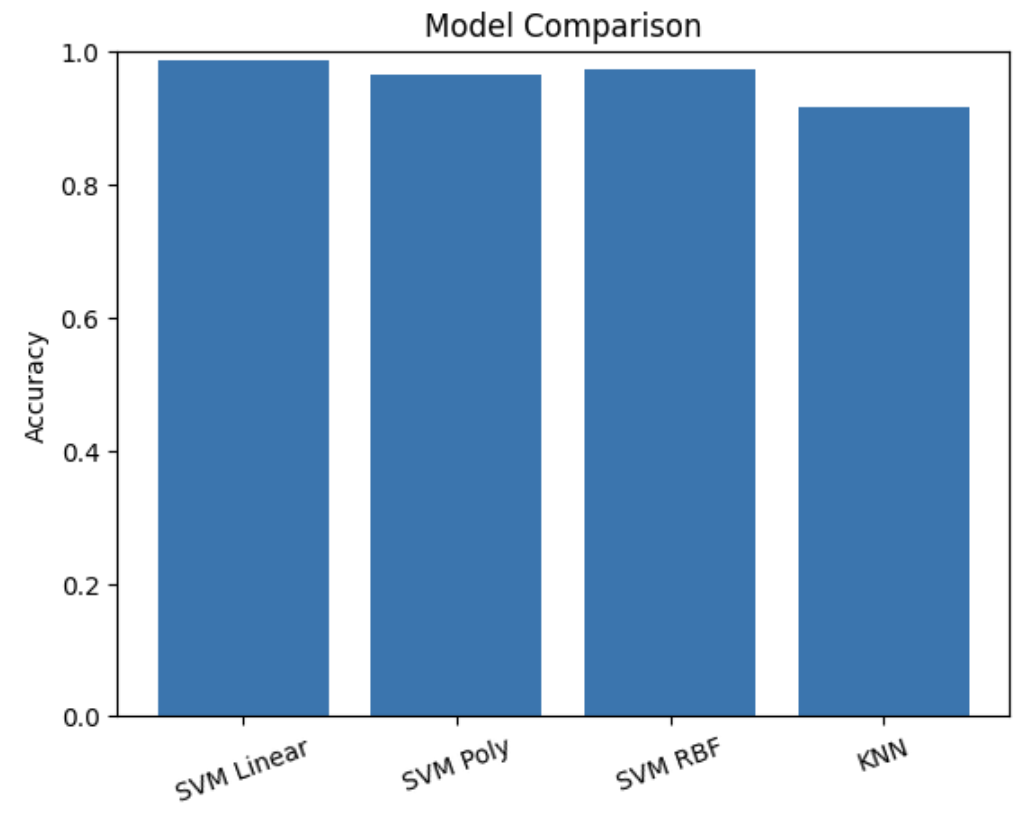 Model Comparison
Accuracy
1.0
0.8
0.6
0.4
0.2
0.0
SVM Linear
SVM Poly
SVM RBF
KNN